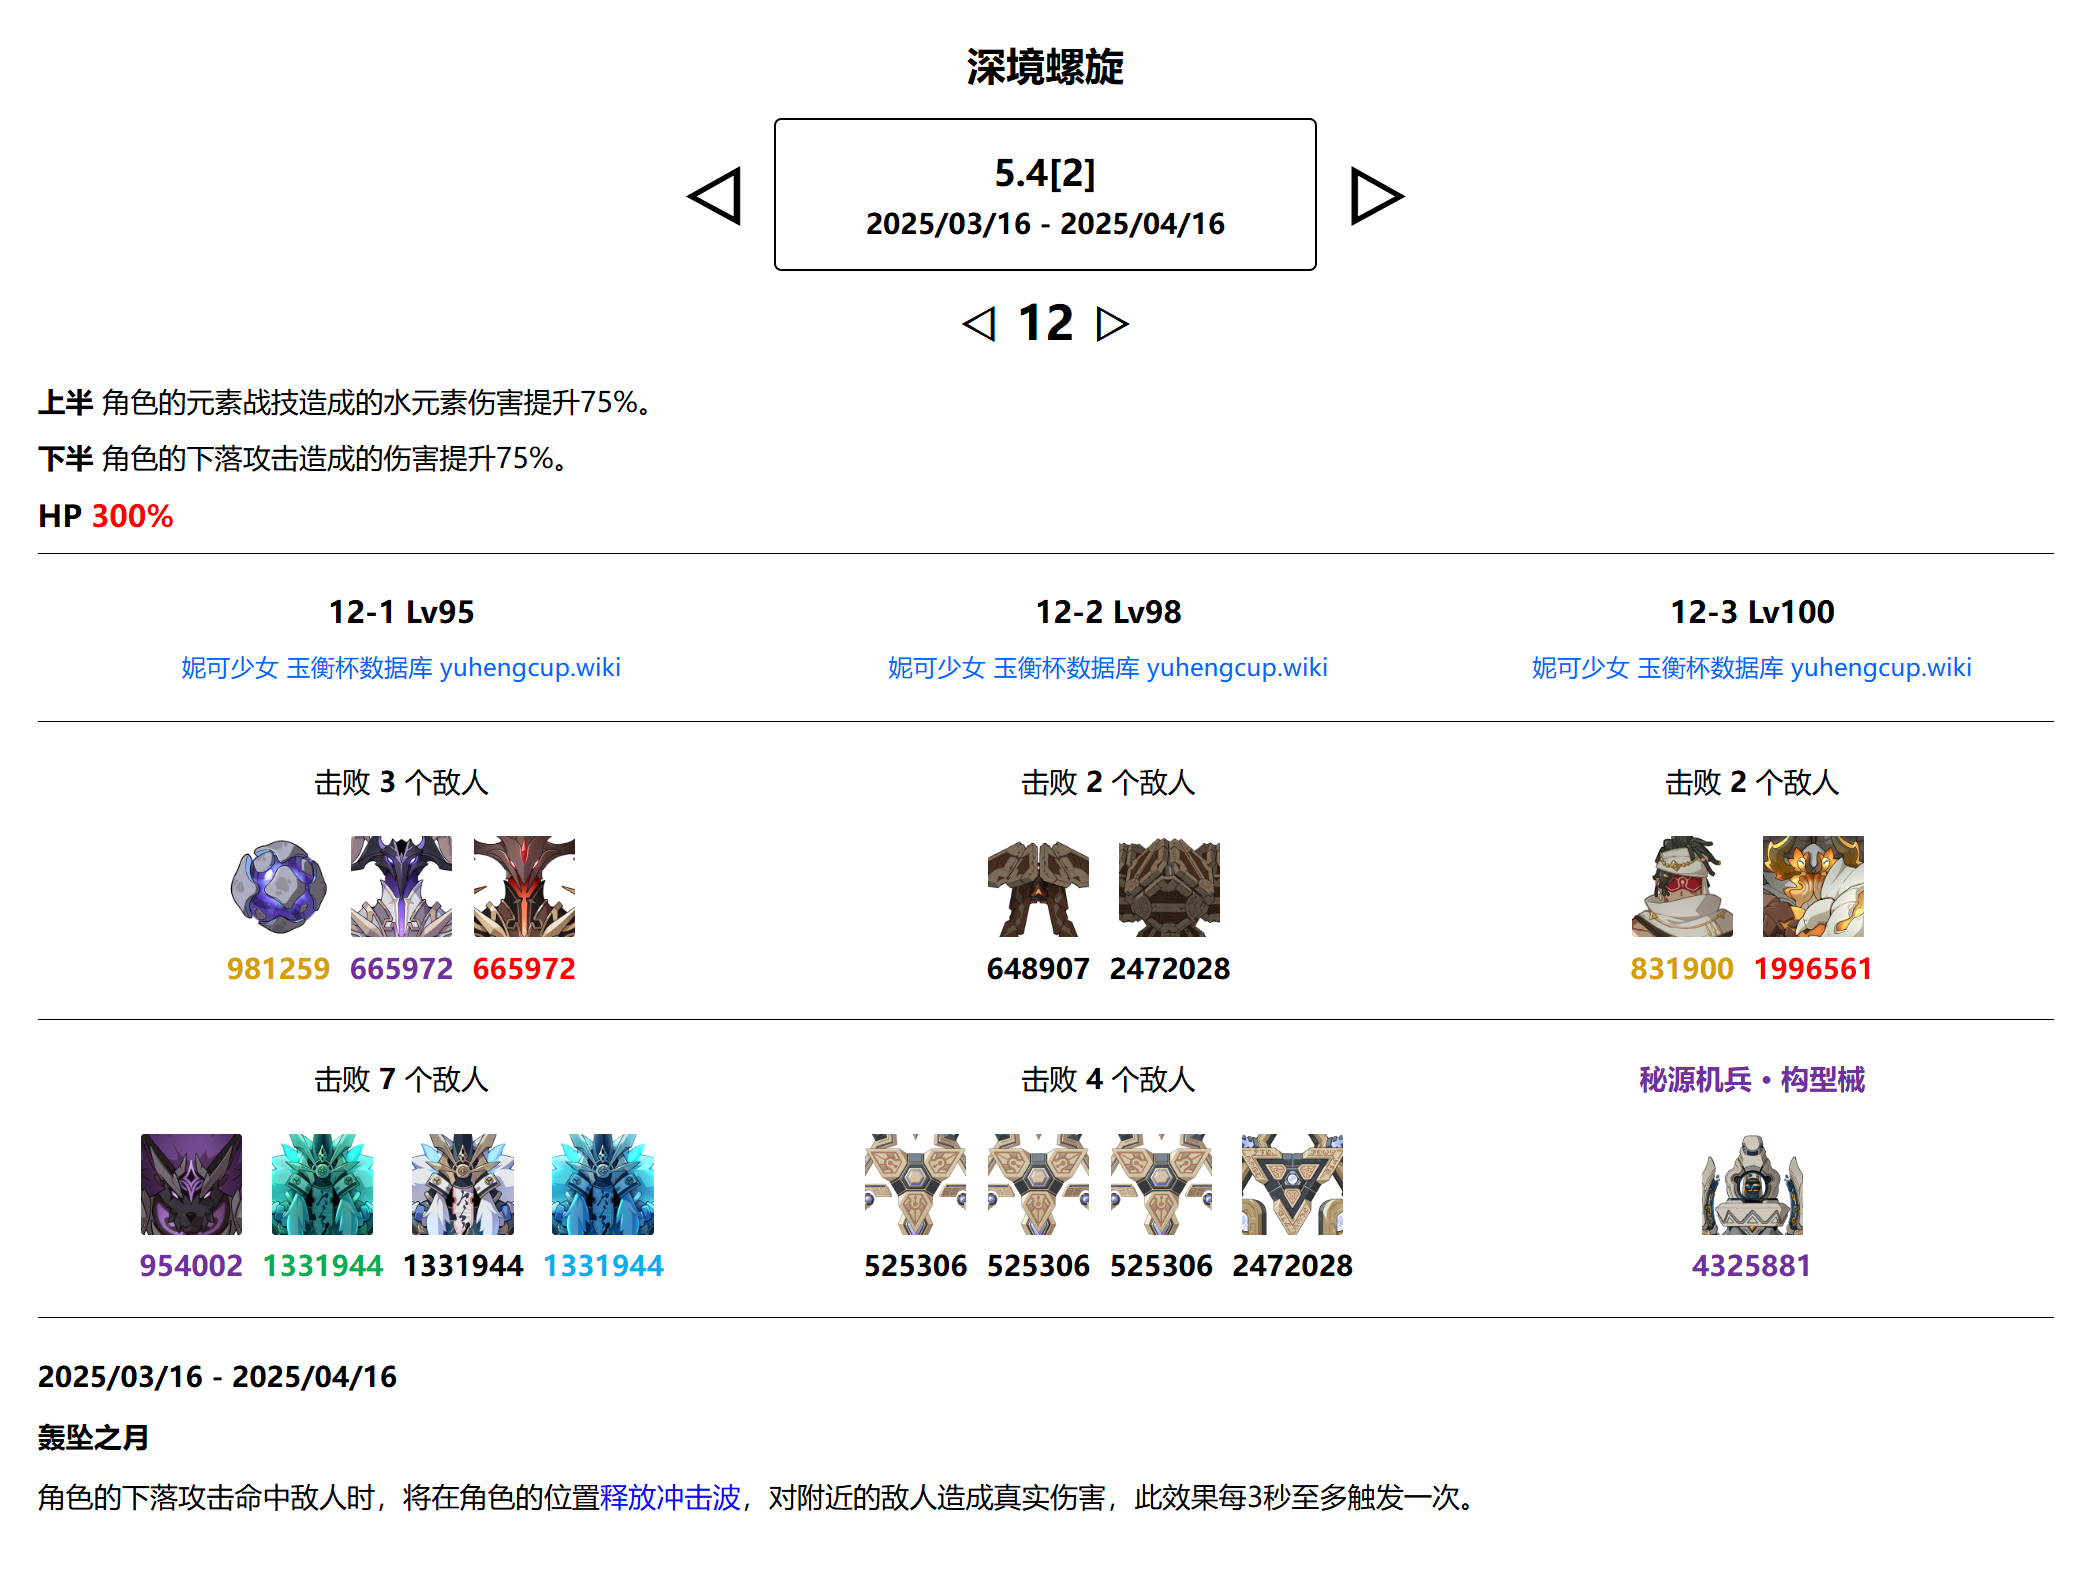 深境螺旋
5.4[2]
2025/03/16 - 2025/04/16
12
上半 角色的元素战技造成的水元素伤害提升75%。
下半 角色的下落攻击造成的伤害提升75%。
HP 300%
12-1 Lv95
妮可少女 玉衡杯数据库 yuhengcup.wiki
12-2 Lv98
妮可少女 玉衡杯数据库 yuhengcup.wiki
12-3 Lv100
妮可少女 玉衡杯数据库 yuhengcup.wiki
击败 3 个敌人
981259 665972 665972
击败 2 个敌人
648907 2472028
击败 2 个敌人
831900 1996561
击败 7 个敌人
954002 1331944 1331944 1331944
击败 4 个敌人
525306 525306 525306 2472028
秘源机兵·构型械
4325881
2025/03/16 - 2025/04/16
轰坠之月
角色的下落攻击命中敌人时，将在角色的位置释放冲击波，对附近的敌人造成真实伤害，此效果每3秒至多触发一次。